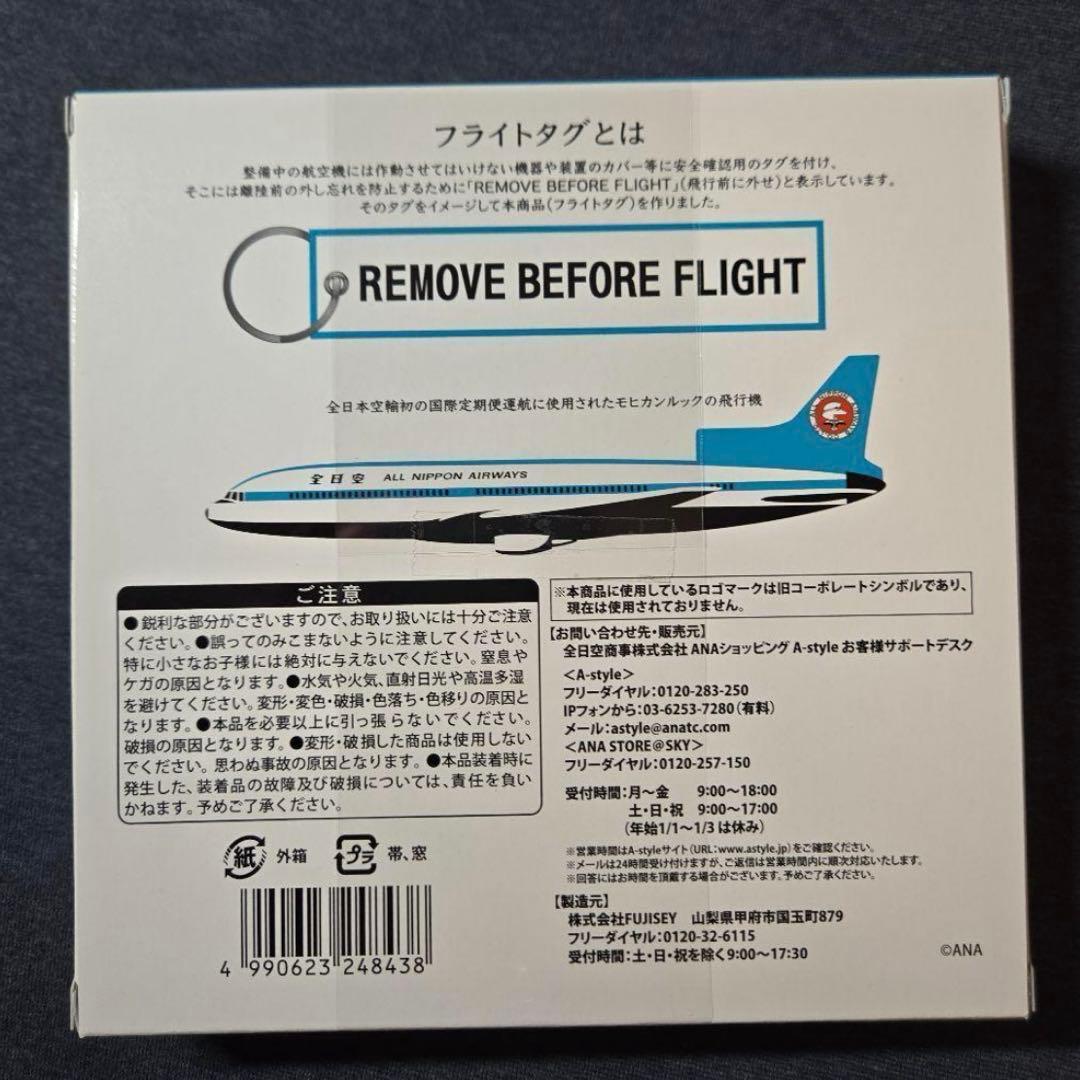 フライトタグとは
整備中の航空機には作動させてはいけない機器や装置のカバー等に安全確認用のタグを付け、
そこには離陸前の外し忘れを防止するために「REMOVE BEFORE FLIGHT」（飛行前に外せ）と表示しています。
そのタグをイメージして本商品（フライトタグ）を作りました。
REMOVE BEFORE FLIGHT
全日本空輸初の国際定期便運航に使用されたモヒカンルックの飛行機
ALL NIPPON AIRWAYS
全日空 ALL NIPPON AIRWAYS
ご注意
●鋭利な部分がございますので、お取り扱いには十分ご注意
ください。●誤ってのみこまないように注意してください。
特に小さなお子様には絶対に与えないでください。窒息や
ケガの原因となります。●水気や火気、直射日光や高温多湿
を避けてください。変形・変色・破損・色落ち・色移りの原因と
なります。●本品を必要以上に引っ張らないでください。
破損の原因となります。●変形・破損した商品は使用しない
でください。思わぬ事故の原因となります。●本品装着時に
発生した、装着品の故障及び破損については、責任を負い
かねます。予めご了承ください。
紙 外箱 プラ 帯、窓
4 990623 248438
※本商品に使用しているロゴマークは旧コーポレートシンボルであり、
現在は使用されておりません。
【お問い合わせ先・販売元】
全日空商事株式会社 ANAショッピング A-style お客様サポートデスク
＜A-style＞
フリーダイヤル：0120-283-250
IPフォンから：03-6253-7280（有料）
メール：astyle@anatc.com
＜ANA STORE@SKY＞
フリーダイヤル：0120-257-150
受付時間：月～金 9:00～18:00
土・日・祝 9:00～17:00
（年始1/1～1/3は休み）
※営業時間はA-styleサイト（URL：www.astyle.jp）をご確認ください。
※メールは24時間受け付けますが、ご返信は営業時間内に順次対応いたします。
※回答にはお時間を頂戴する場合がございます。予めご了承ください。
【製造元】
株式会社FUJISEY 山梨県甲府市国玉町879
フリーダイヤル：0120-32-6115
受付時間：土・日・祝を除く9:00～17:30
©ANA